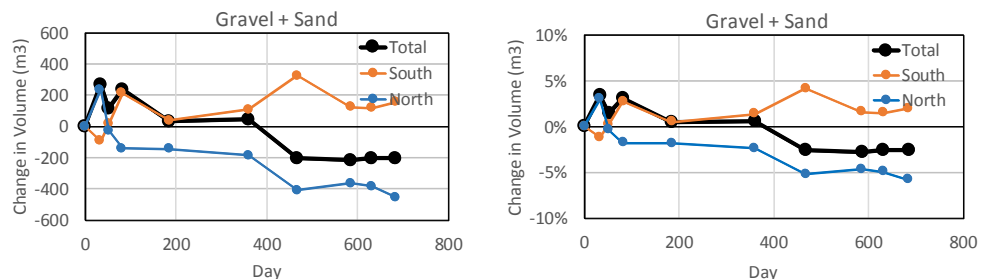 Gravel + Sand
Change in Volume (m3)
600
400
200
0
-200
-400
-600
0
200
400
600
800
Day
Total
South
North
Gravel + Sand
Change in Volume (m3)
10%
5%
0%
-5%
-10%
0
200
400
600
800
Day
Total
South
North